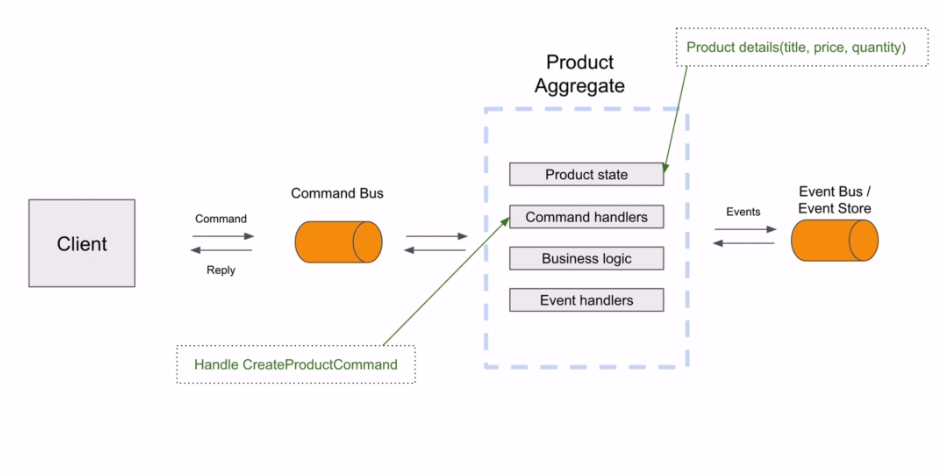 Product details(title, price, quantity)
Product
Aggregate
Product state
Command handlers
Business logic
Event handlers
Client
Command
Reply
Command Bus
Events
Event Bus /
Event Store
Handle CreateProductCommand